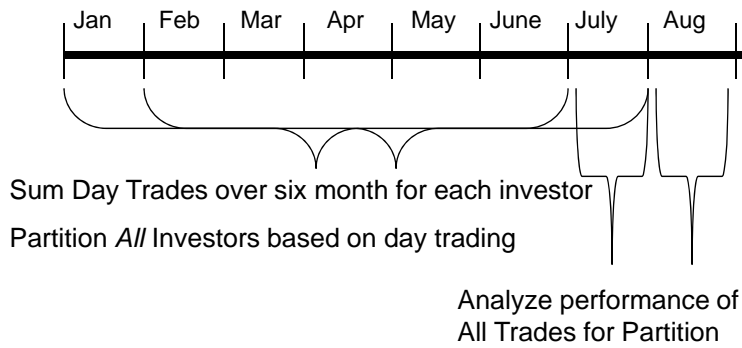 Jan Feb Mar Apr May June July Aug
Sum Day Trades over six month for each investor
Partition All Investors based on day trading
Analyze performance of
All Trades for Partition